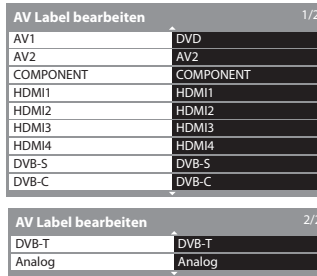 AV Label bearbeiten 1/2
AV1 DVD
AV2 AV2
COMPONENT COMPONENT
HDMI1 HDMI1
HDMI2 HDMI2
HDMI3 HDMI3
HDMI4 HDMI4
DVB-S DVB-S
DVB-C DVB-C
AV Label bearbeiten 2/2
DVB-T DVB-T
Analog Analog